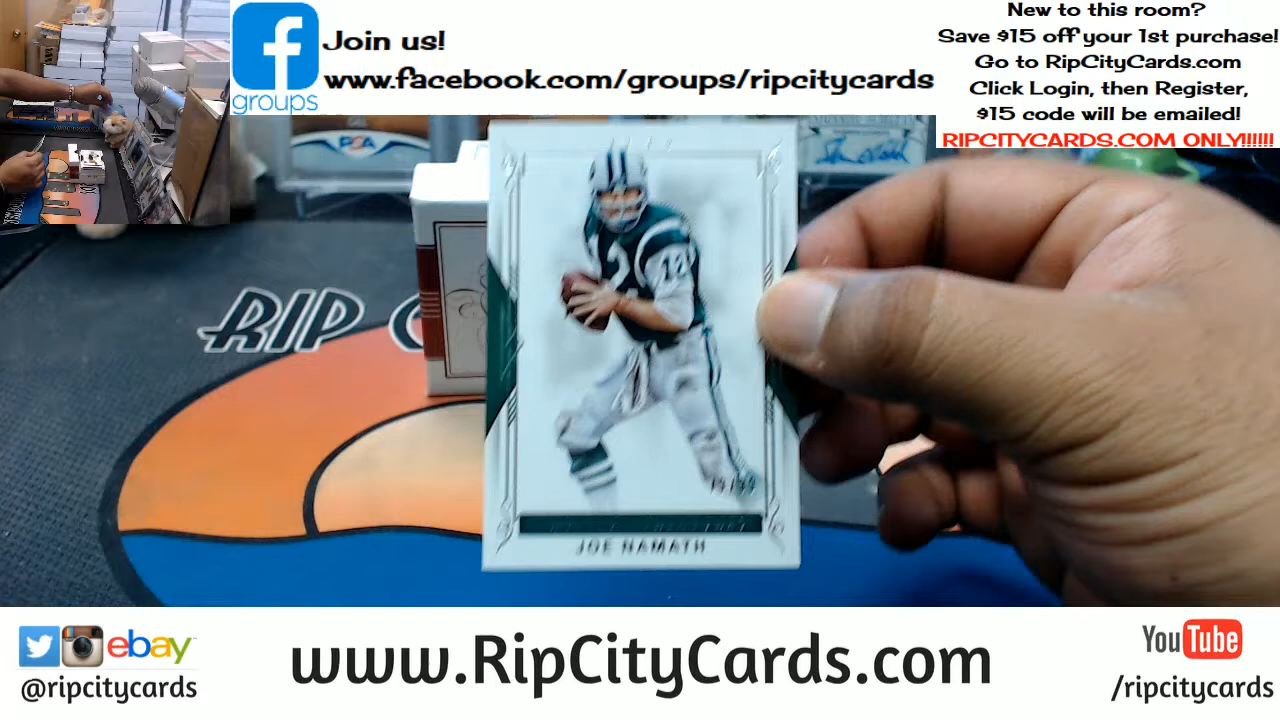 Join us!
www.facebook.com/groups/ripcitycards
groups
New to this room?
Save $15 off your 1st purchase!
Go to RipCityCards.com
Click Login, then Register,
$15 code will be emailed!
RIPCITYCARDS.COM ONLY!!!!!!
PSA
RIP C
12
JOE NAMATH
ebay
@ripcitycards
www.RipCityCards.com
YouTube
/ripcitycards